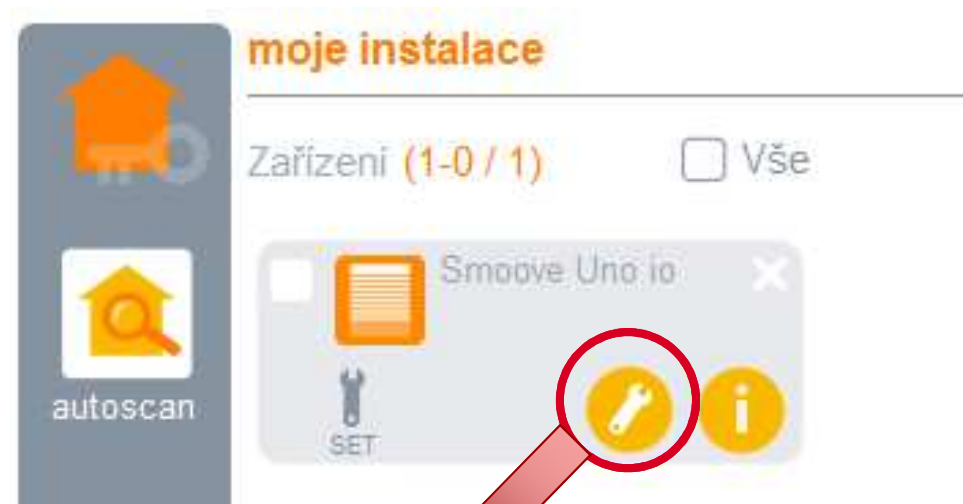 moje instalace
Zařízení (1-0 / 1)
Vše
Smoove Uno io
SET
autoscan